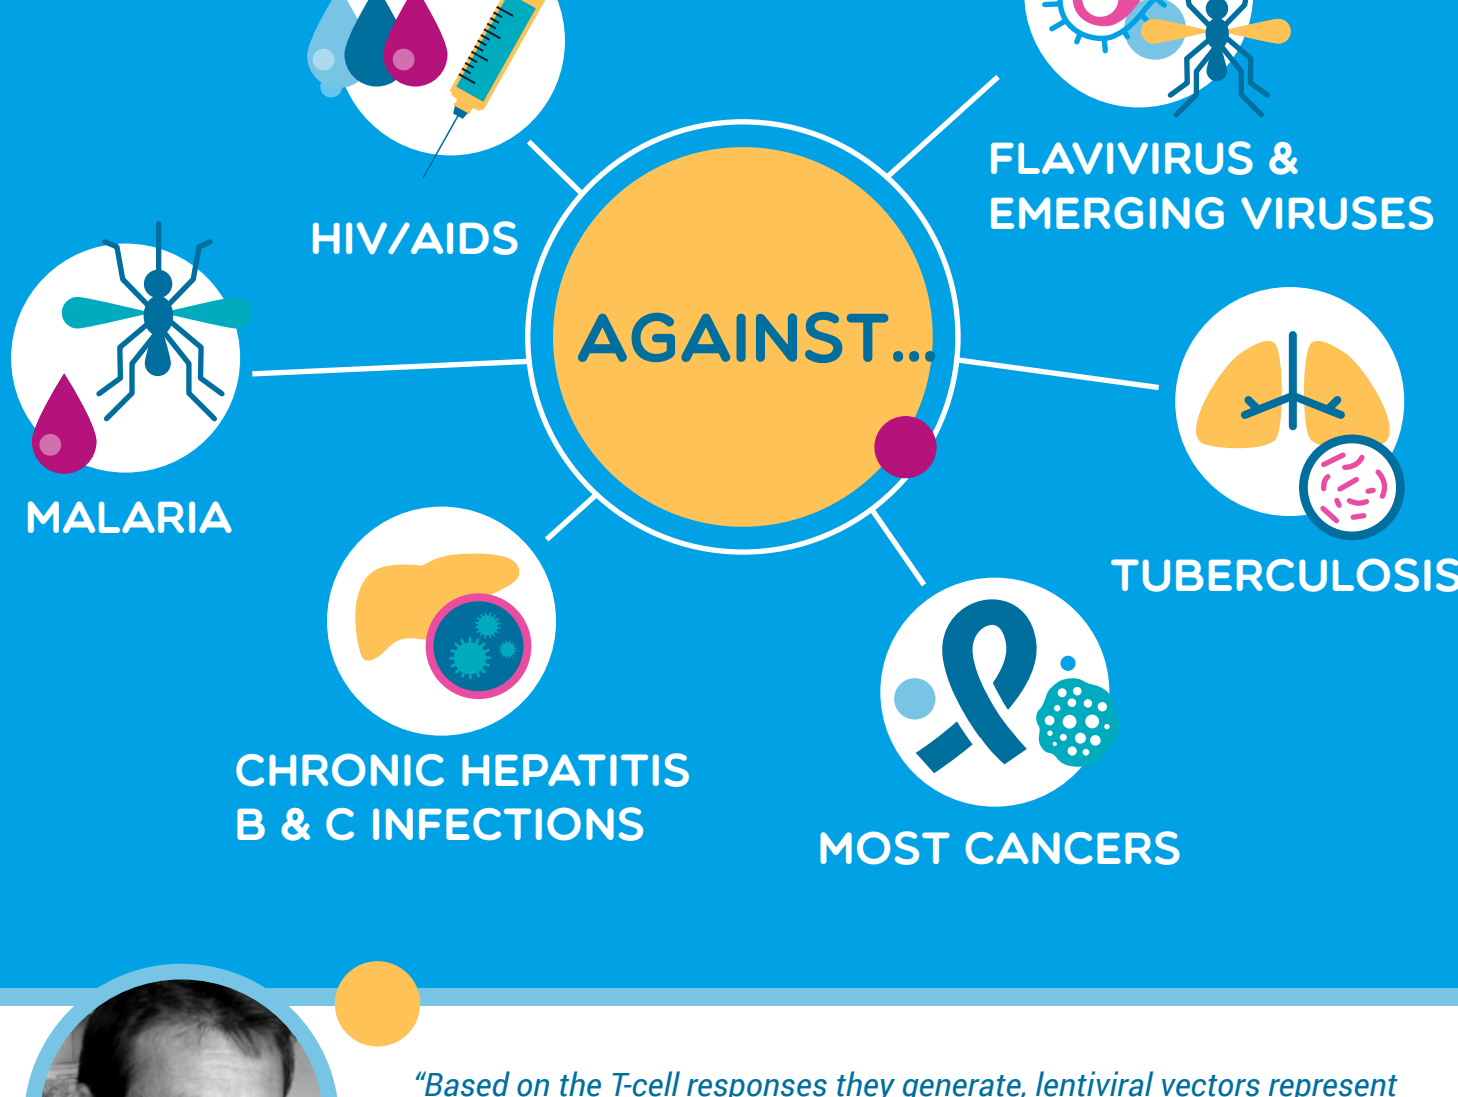 FLAVIVIRUS &
EMERGING VIRUSES
HIV/AIDS
AGAINST...
MALARIA
TUBERCULOSIS
CHRONIC HEPATITIS
B & C INFECTIONS
MOST CANCERS
“Based on the T-cell responses they generate, lentiviral vectors represent